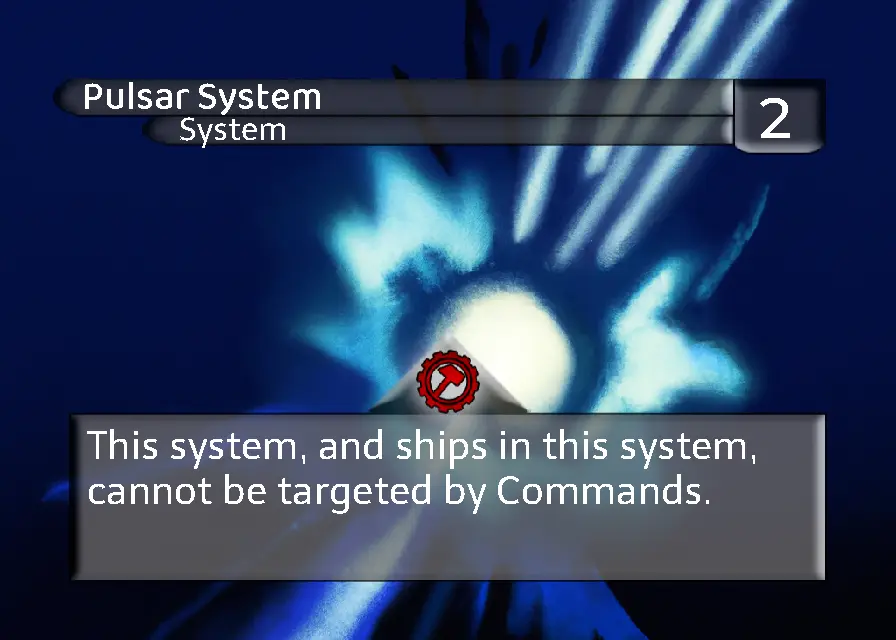 Pulsar System
System
2
This system, and ships in this system,
cannot be targeted by Commands.